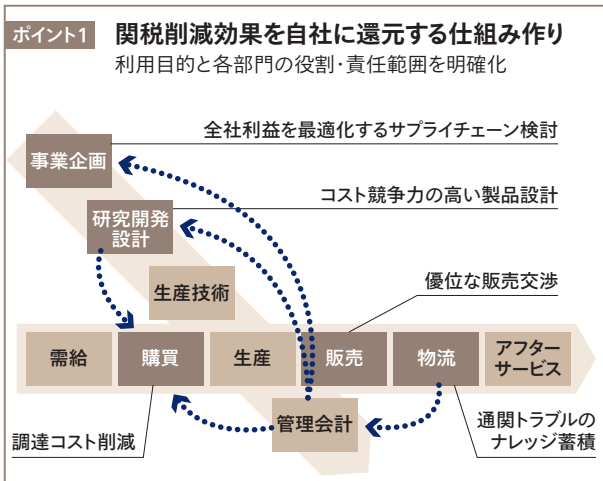 ポイント1
関税削減効果を自社に還元する仕組み作り
利用目的と各部門の役割・責任範囲を明確化
全社利益を最適化するサプライチェーン検討
事業企画
コスト競争力の高い製品設計
研究開発
設計
生産技術
優位な販売交渉
需給
購買
生産
販売
物流
アフター
サービス
管理会計
調達コスト削減
通関トラブルの
ナレッジ蓄積